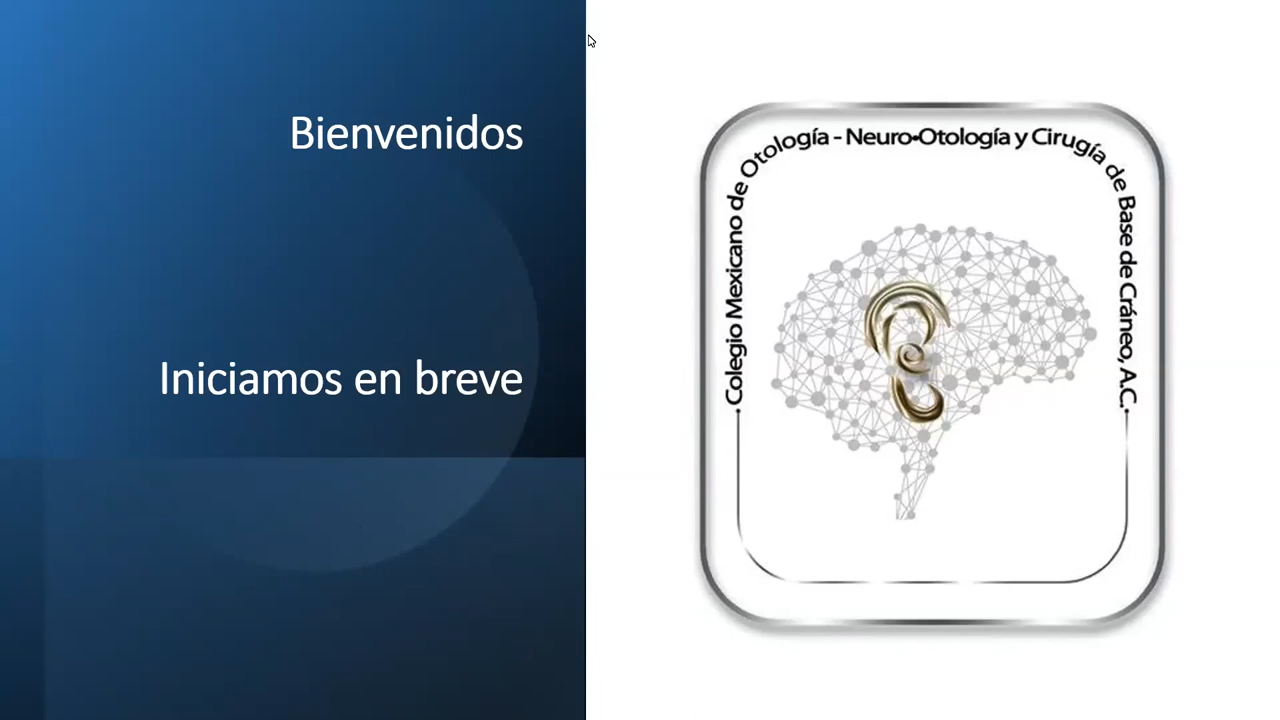 Bienvenidos
Iniciamos en breve
Colegio Mexicano de Otología - Neuro•Otología y Cirugía de Base de Cráneo, A.C.